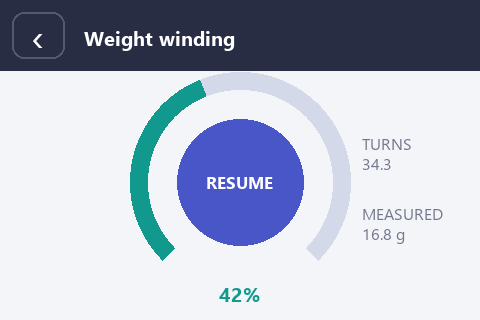 ‹ Weight winding
RESUME
TURNS
34.3
MEASURED
16.8 g
42%